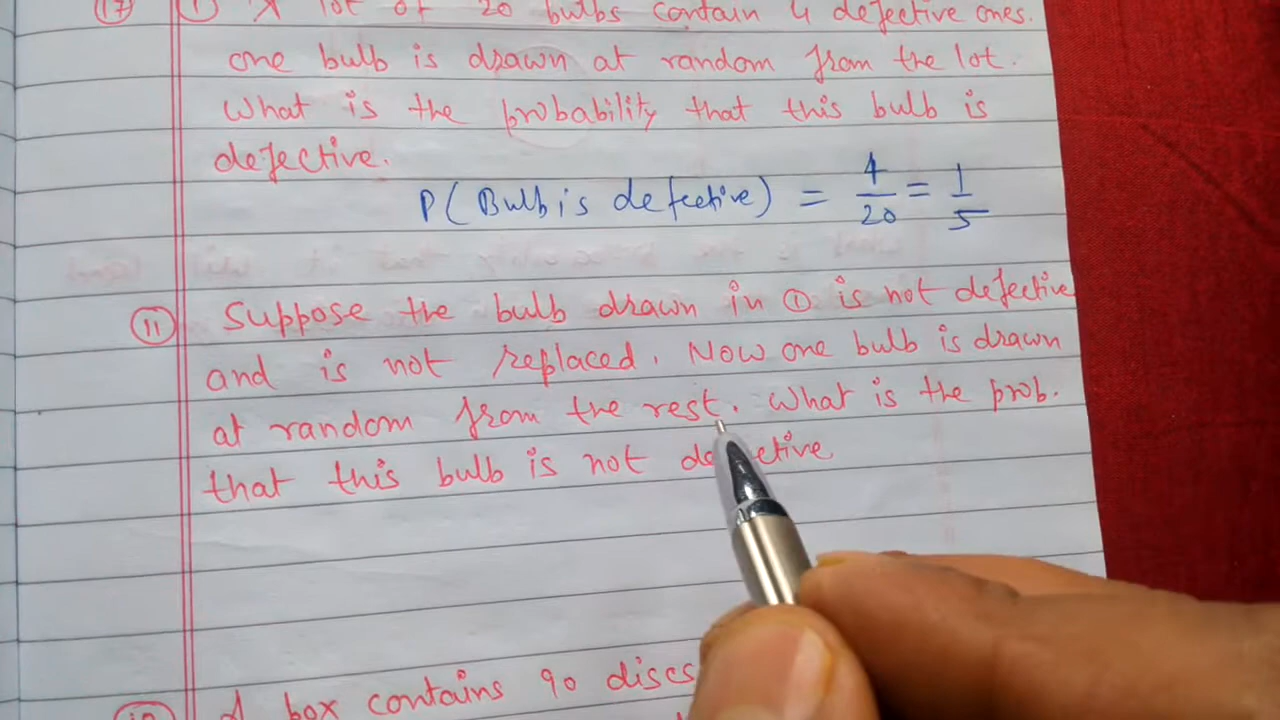 17 i A lot of 20 bulbs contain 4 defective ones.
one bulb is drawn at random from the lot.
What is the probability that this bulb is
defective.
P(Bulb is defective) = 4/20 = 1/5
ii Suppose the bulb drawn in i is not defective
and is not replaced. Now one bulb is drawn
at random from the rest. What is the prob.
that this bulb is not defective
18 A box contains 90 discs